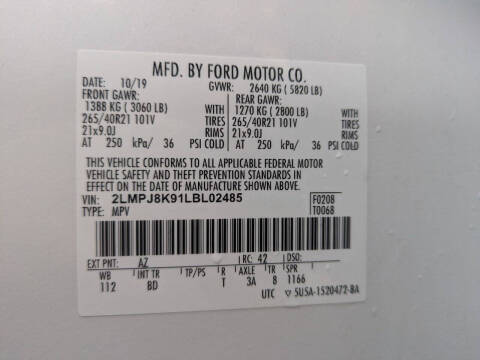 MFD. BY FORD MOTOR CO.
DATE: 10/19 GVWR: 2640 KG ( 5820 LB)
FRONT GAWR: REAR GAWR:
1388 KG ( 3060 LB) WITH 1270 KG ( 2800 LB) WITH
265/40R21 101V TIRES 265/40R21 101V TIRES
21x9.0J RIMS 21x9.0J RIMS
AT 250 kPa/ 36 PSI COLD AT 250 kPa/ 36 PSI COLD
THIS VEHICLE CONFORMS TO ALL APPLICABLE FEDERAL MOTOR
VEHICLE SAFETY AND THEFT PREVENTION STANDARDS IN
EFFECT ON THE DATE OF MANUFACTURE SHOWN ABOVE.
VIN: 2LMPJ8K91LBL02485 F0208
TYPE: MPV T0068
EXT PNT: AZ RC: 42 DSO:
WB INT TR TP/PS R AXLE TR SPR
112 BD T 3A 8 1166
UTC 5U5A-1520472-BA